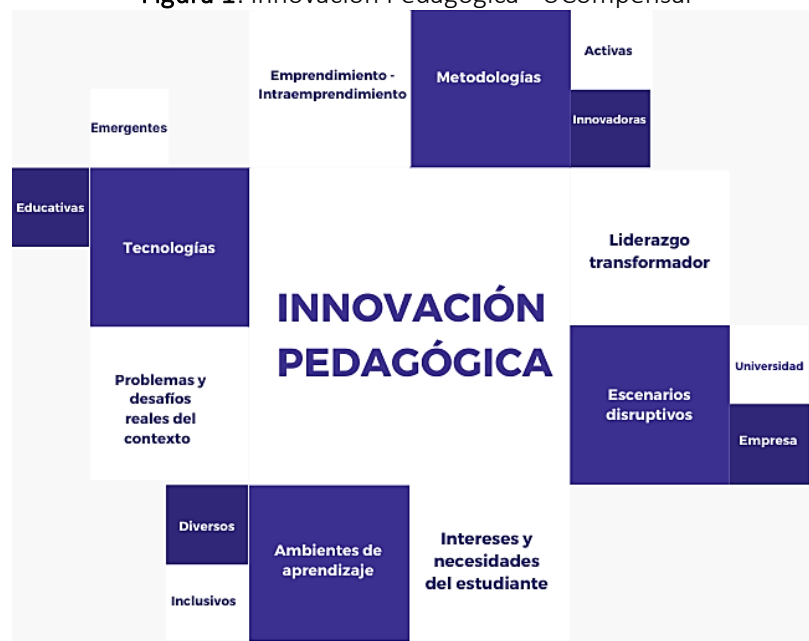 Figura 1. Innovación Pedagógica - UCompensar
Emprendimiento -
Intraemprendimiento
Metodologías
Activas
Innovadoras
Emergentes
Educativas
Tecnologías
Liderazgo
transformador
INNOVACIÓN
PEDAGÓGICA
Problemas y
desafíos
reales del
contexto
Escenarios
disruptivos
Universidad
Empresa
Diversos
Inclusivos
Ambientes de
aprendizaje
Intereses y
necesidades
del estudiante